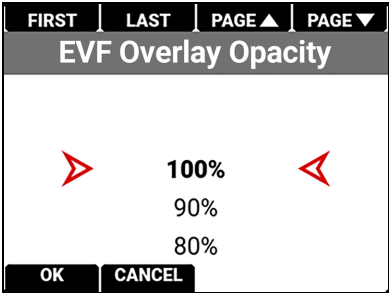 FIRST LAST PAGE▲ PAGE▼
EVF Overlay Opacity
100%
90%
80%
OK CANCEL